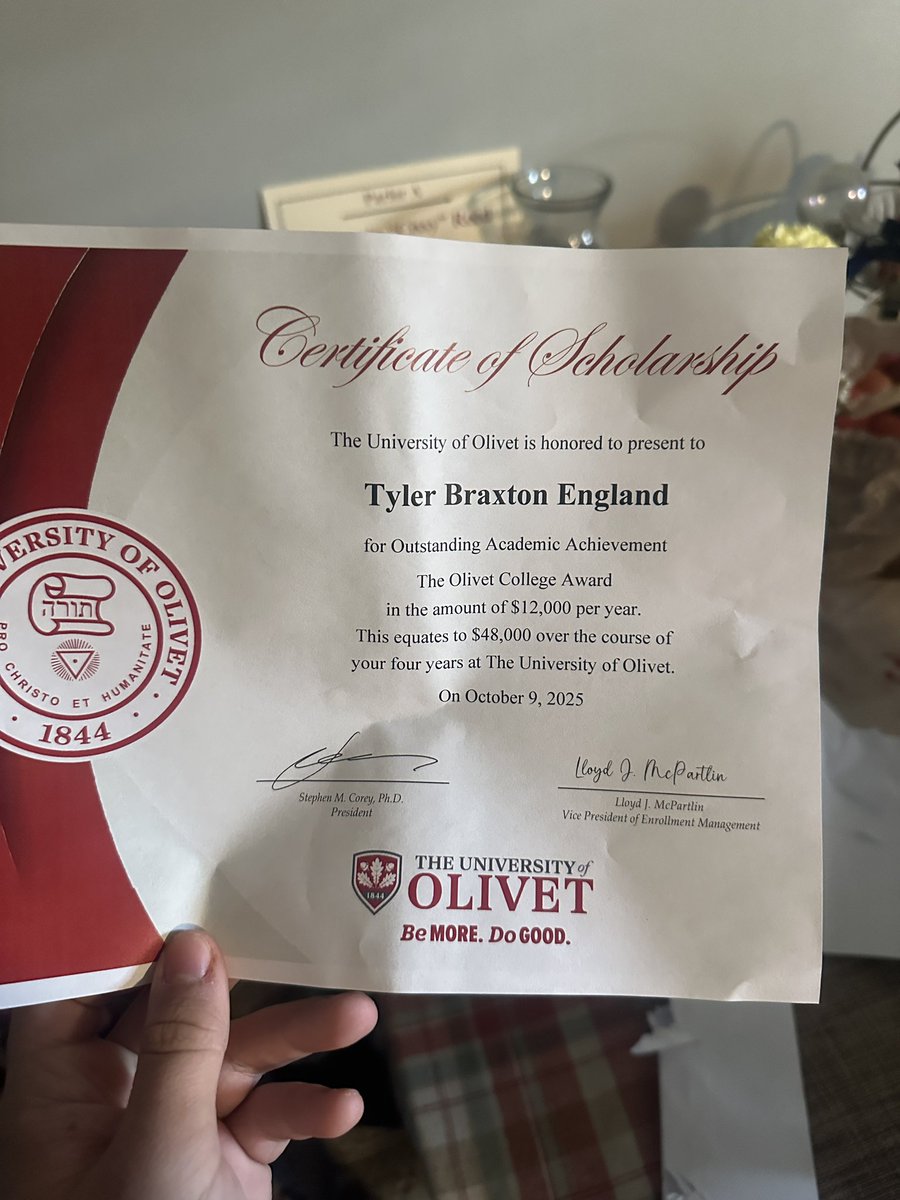 Certificate of Scholarship
The University of Olivet is honored to present to
Tyler Braxton England
for Outstanding Academic Achievement
The Olivet College Award
in the amount of $12,000 per year.
This equates to $48,000 over the course of
your four years at The University of Olivet.
On October 9, 2025
Lloyd J. McPartlin
Stephen M. Corey, Ph.D.
President
Lloyd J. McPartlin
Vice President of Enrollment Management
VERSITY OF OLIVET
תורה
PRO CHRISTO ET HUMANITATE
1844
1844
THE UNIVERSITY of
OLIVET
Be MORE. Do GOOD.